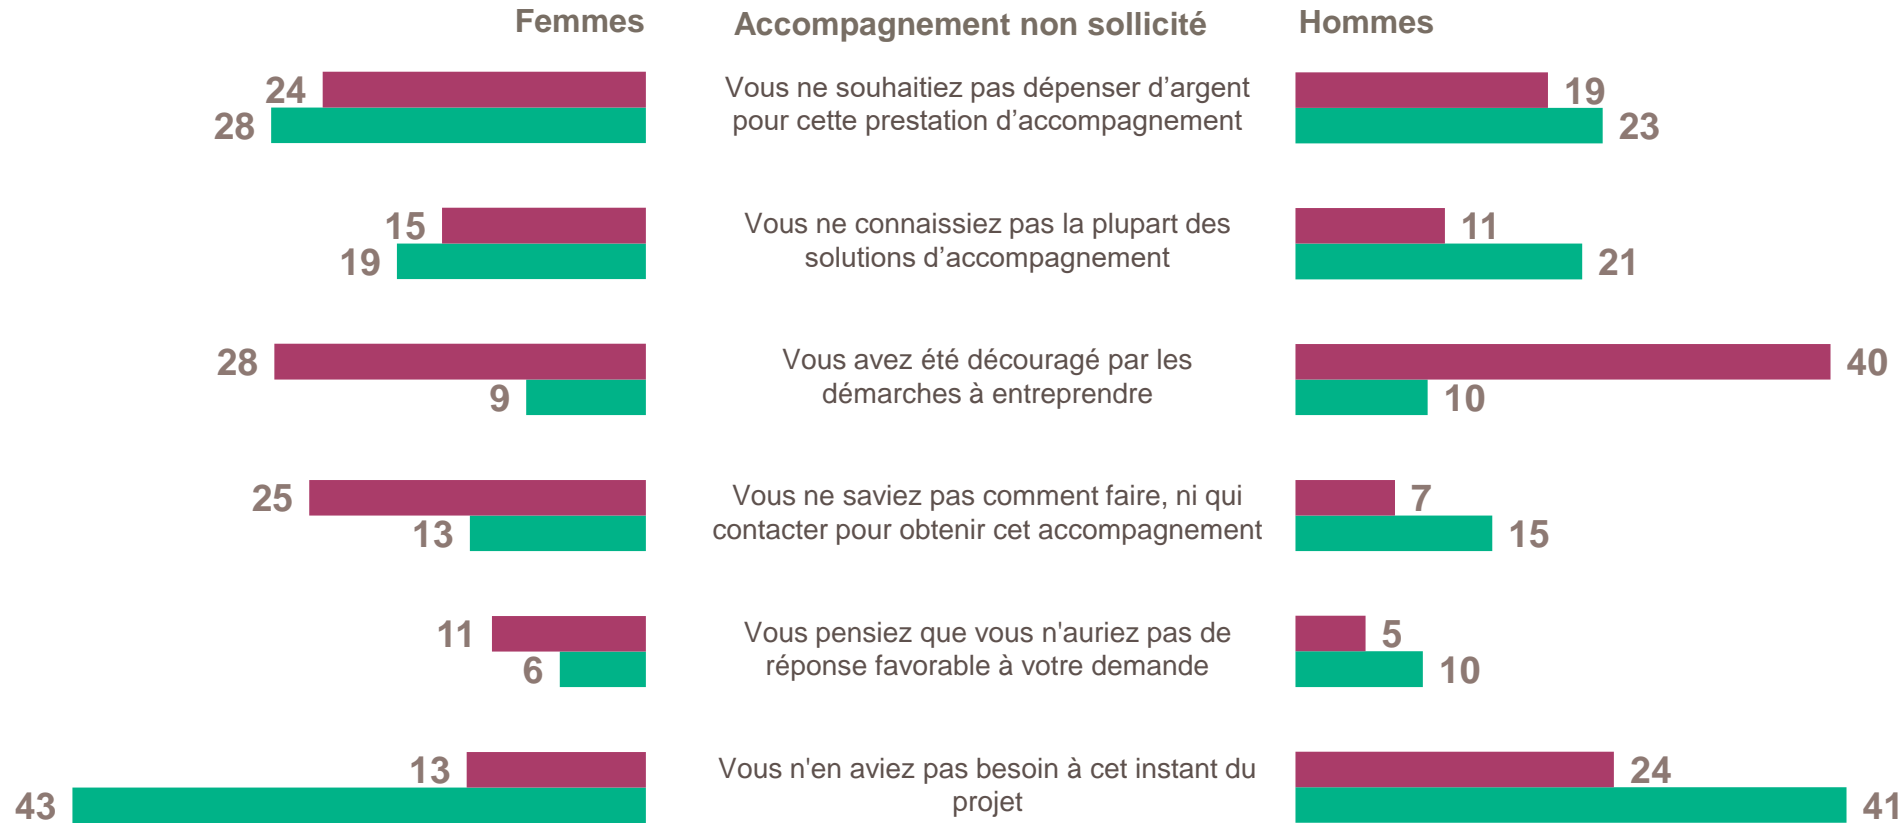 Femmes
Accompagnement non sollicité
Hommes
24
28
Vous ne souhaitiez pas dépenser d’argent
pour cette prestation d’accompagnement
19
23
15
19
Vous ne connaissiez pas la plupart des
solutions d’accompagnement
11
21
28
9
Vous avez été découragé par les
démarches à entreprendre
40
10
25
13
Vous ne saviez pas comment faire, ni qui
contacter pour obtenir cet accompagnement
7
15
11
6
Vous pensiez que vous n'auriez pas de
réponse favorable à votre demande
5
10
13
43
Vous n'en aviez pas besoin à cet instant du
projet
24
41